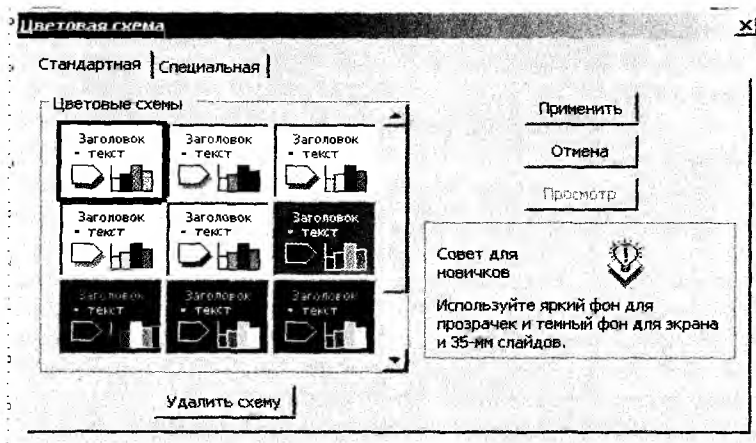 Цветовая схема
Стандартная
Специальная
Цветовые схемы
Заголовок
- текст
Заголовок
- текст
Заголовок
- текст
Заголовок
- текст
Заголовок
- текст
Заголовок
- текст
Заголовок
- текст
Заголовок
- текст
Заголовок
- текст
Удалить схему
Применить
Отмена
Просмотр
Совет для
новичков
Используйте яркий фон для
прозрачек и темный фон для экрана
и 35-мм слайдов.